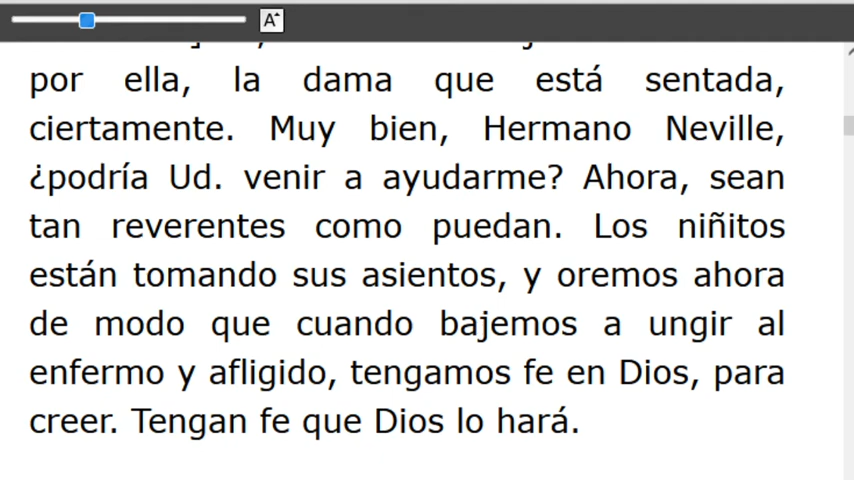 A
por ella, la dama que está sentada,
ciertamente. Muy bien, Hermano Neville,
¿podría Ud. venir a ayudarme? Ahora, sean
tan reverentes como puedan. Los niñitos
están tomando sus asientos, y oremos ahora
de modo que cuando bajemos a ungir al
enfermo y afligido, tengamos fe en Dios, para
creer. Tengan fe que Dios lo hará.